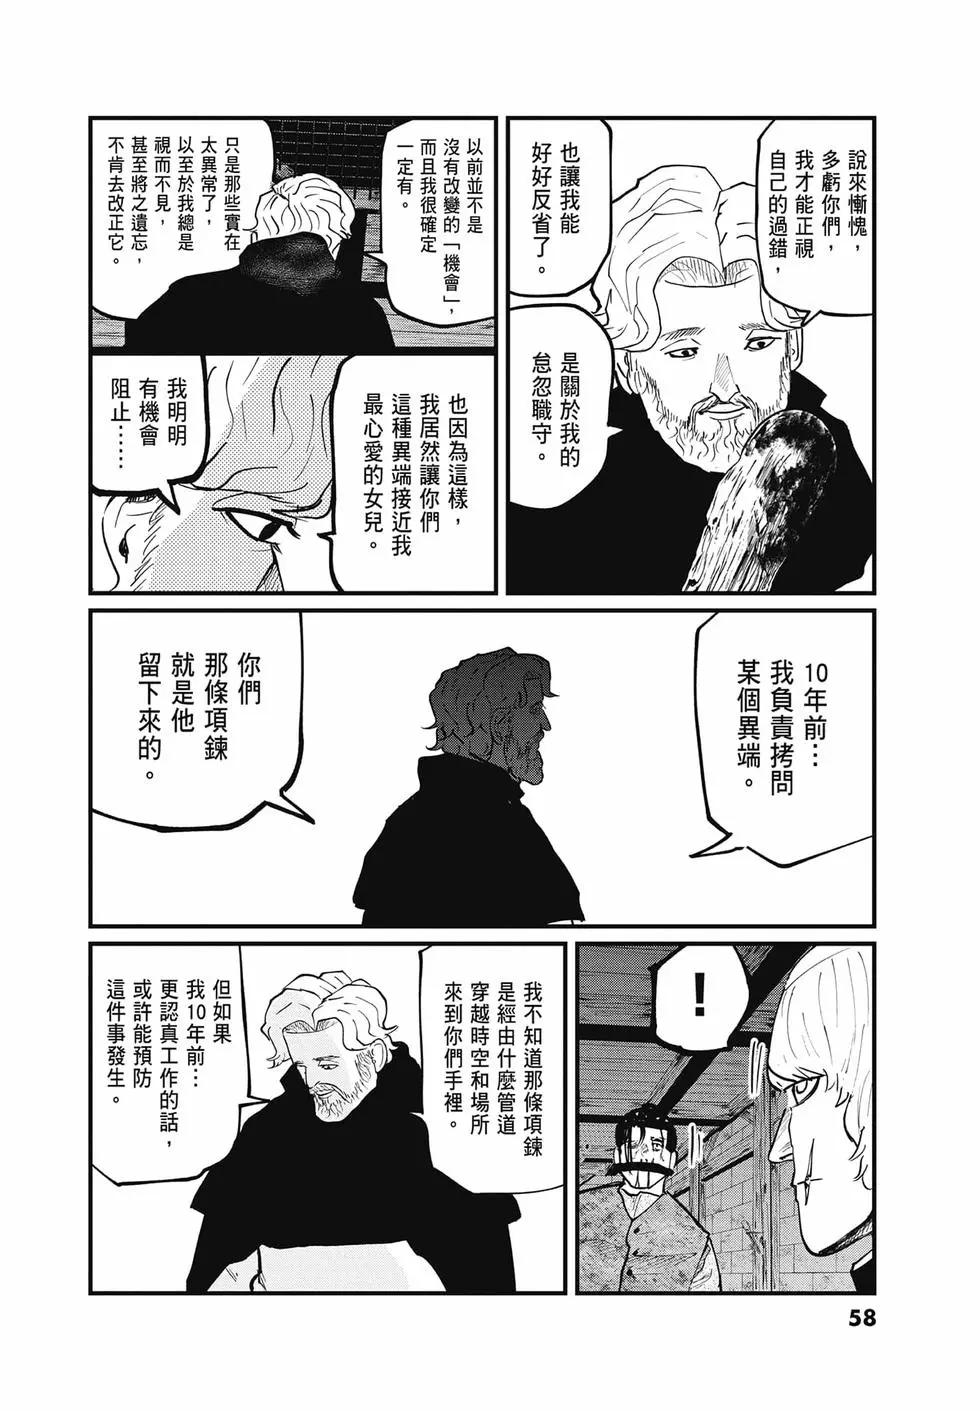 說來慚愧，
多虧你們，
我才能正視
自己的過錯，
也讓我能
好好反省了。
是關於我的
怠忽職守。
以前並不是
沒有改變的「機會」，
而且我很確定
一定有。
只是那些實在
太異常了，
以至於我總是
視而不見，
甚至將之遺忘，
不肯去改正它。
也因為這樣，
我居然讓你們
這種異端接近我
最心愛的女兒。
我明明
有機會
阻止……
10年前…
我負責拷問
某個異端。
你們
那條項鍊
就是他
留下來的。
！
我不知道那條項鍊
是經由什麼管道
穿越時空和場所
來到你們手裡。
但如果
我10年前…
更認真工作的話，
或許能預防
這件事發生。
58